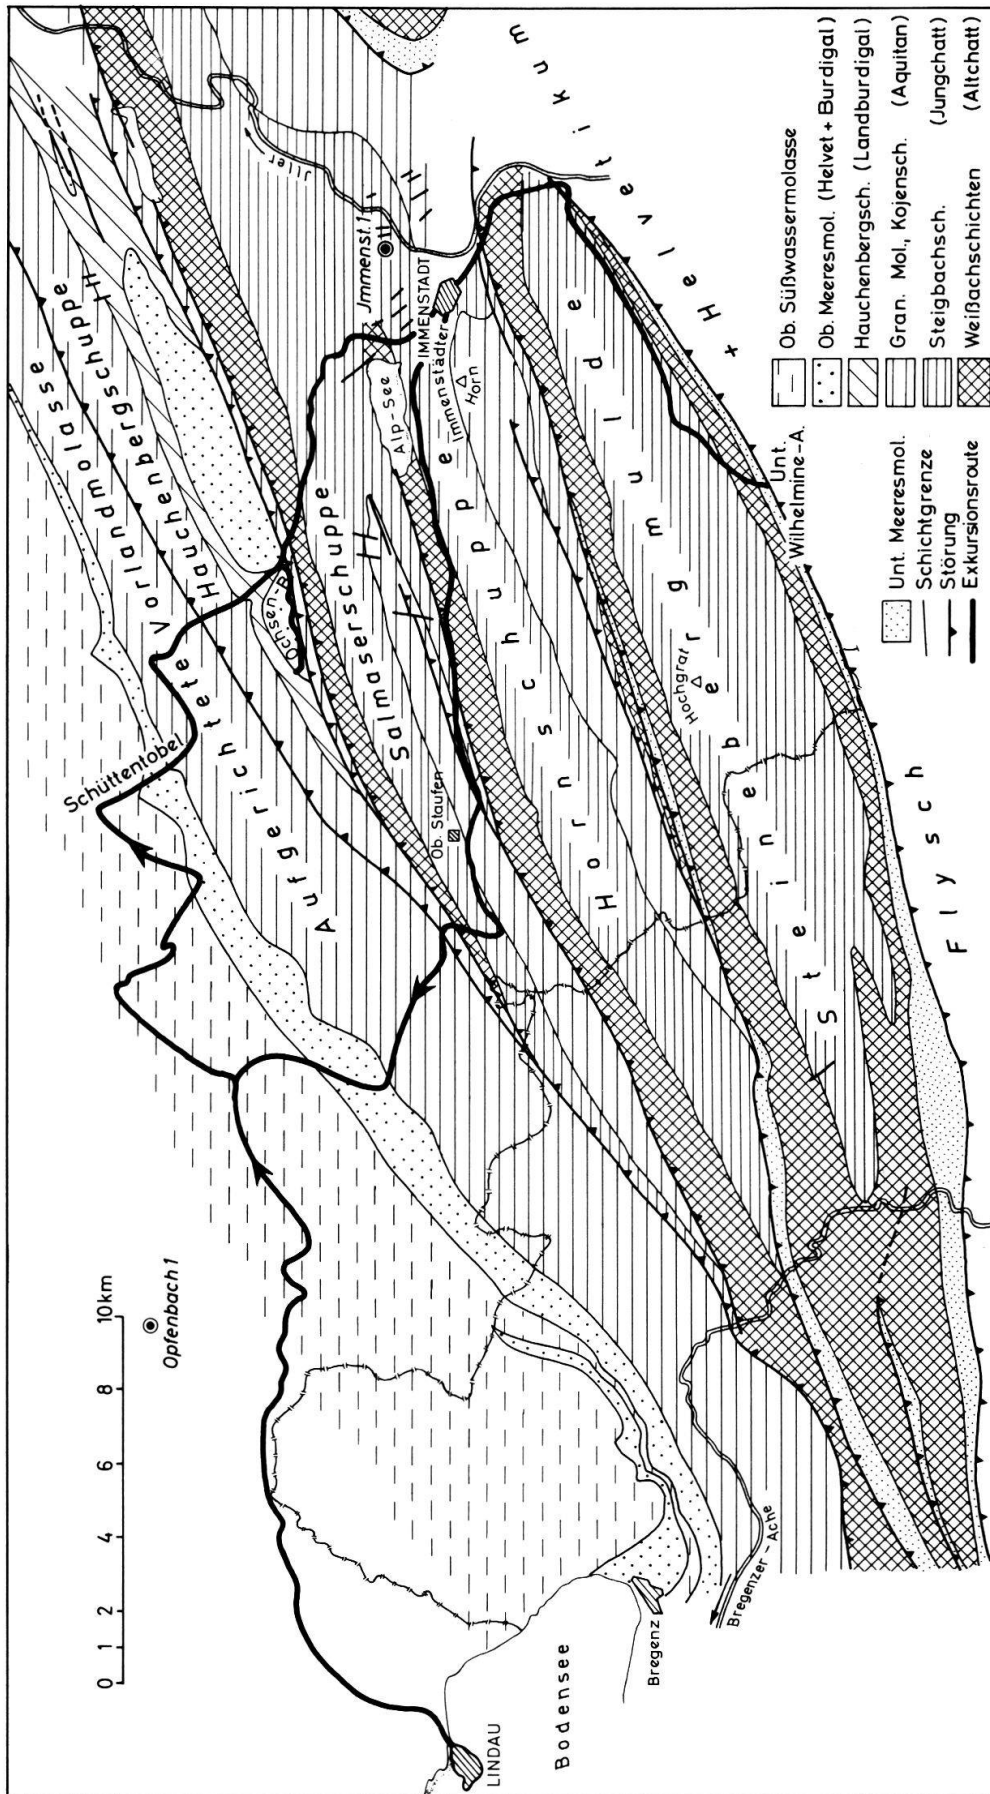 Aufgerichtete Vorlandmolasse
Hauchenbergschuppe
Salmaserschuppe
Hornschuppe
Steinebergmulde
Flysch + Helvetikum
Schüttentobel
Ochsen-B.
Iller
Immenst. 1
IMMENSTADT
Alp-See
Immenstädter
Horn
Ob. Staufen
Hochgrat
Unt.
Wilhelmine-A.
Opfenbach 1
0 1 2 4 6 8 10 km
LINDAU
Bodensee
Bregenz
Bregenzer-Ache
Unt. Meeresmol.
Schichtgrenze
Störung
Exkursionsroute
Ob. Süßwassermolasse
Ob. Meeresmol. (Helvet + Burdigal)
Hauchenbergsch. (Landburdigal)
Gran. Mol., Kojensch. (Aquitan)
Steigbachsch. (Jungchatt)
Weißachschichten (Altchatt)